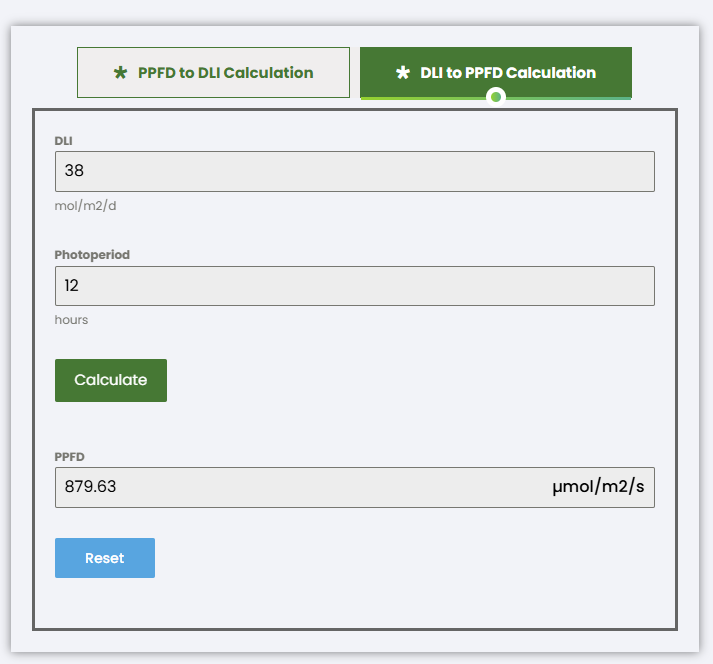 PPFD to DLI Calculation
DLI to PPFD Calculation
DLI
38
mol/m2/d
Photoperiod
12
hours
Calculate
PPFD
879.63 μmol/m2/s
Reset